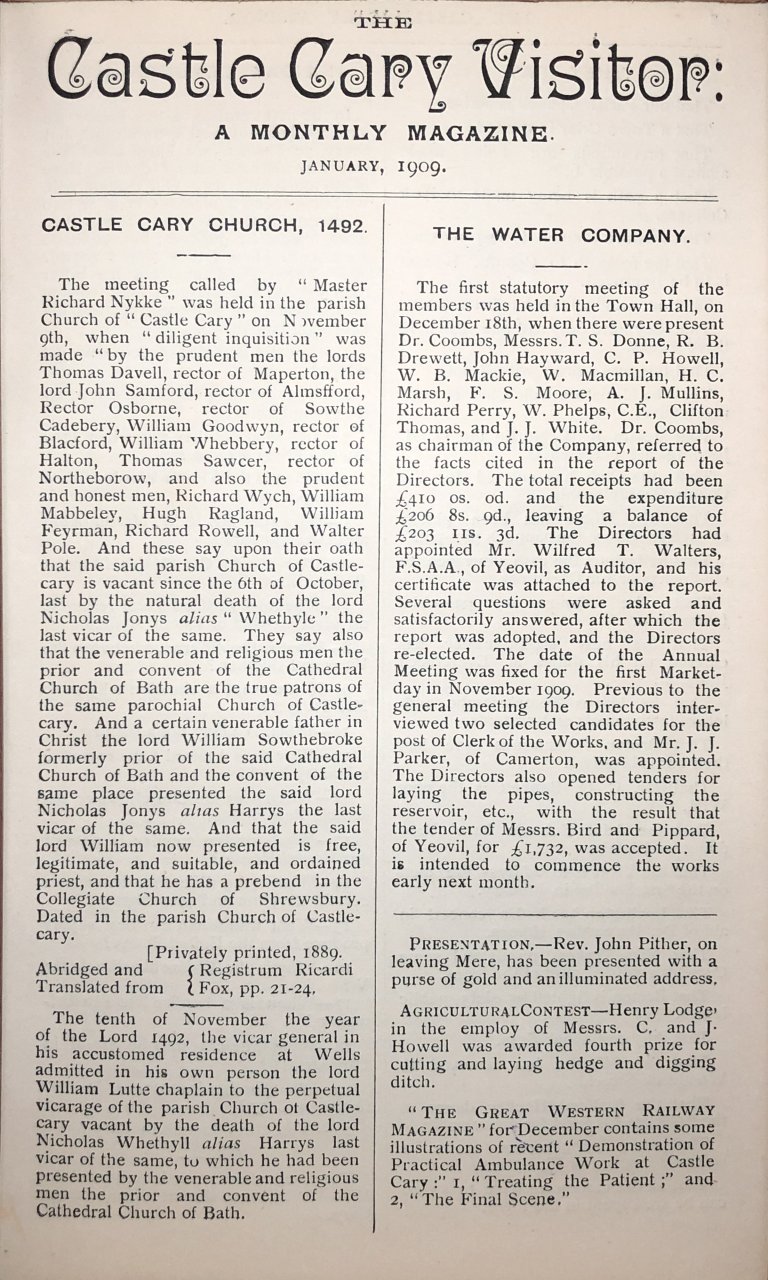 THE
Castle Cary Visitor:
A MONTHLY MAGAZINE.
JANUARY, 1909.
CASTLE CARY CHURCH, 1492.
The meeting called by “ Master
Richard Nykke ” was held in the parish
Church of “ Castle Cary ” on N vember
9th, when “ diligent inquisition ” was
made “ by the prudent men the lords
Thomas Davell, rector of Maperton, the
lord John Samford, rector of Almsfford,
Rector Osborne, rector of Sowthe
Cadebery, William Goodwyn, rector of
Blacford, William Whebbery, rector of
Halton, Thomas Sawcer, rector of
Northeborow, and also the prudent
and honest men, Richard Wych, William
Mabbeley, Hugh Ragland, William
Feyrman, Richard Rowell, and Walter
Pole. And these say upon their oath
that the said parish Church of Castle-
cary is vacant since the 6th of October,
last by the natural death of the lord
Nicholas Jonys alias “ Whethyle ” the
last vicar of the same. They say also
that the venerable and religious men the
prior and convent of the Cathedral
Church of Bath are the true patrons of
the same parochial Church of Castle-
cary. And a certain venerable father in
Christ the lord William Sowthebroke
formerly prior of the said Cathedral
Church of Bath and the convent of the
same place presented the said lord
Nicholas Jonys alias Harrys the last
vicar of the same. And that the said
lord William now presented is free,
legitimate, and suitable, and ordained
priest, and that he has a prebend in the
Collegiate Church of Shrewsbury.
Dated in the parish Church of Castle-
cary.
[Privately printed, 1889.
Abridged and { Registrum Ricardi
Translated from { Fox, pp. 21-24.
The tenth of November the year
of the Lord 1492, the vicar general in
his accustomed residence at Wells
admitted in his own person the lord
William Lutte chaplain to the perpetual
vicarage of the parish Church of Castle-
cary vacant by the death of the lord
Nicholas Whethyll alias Harrys last
vicar of the same, to which he had been
presented by the venerable and religious
men the prior and convent of the
Cathedral Church of Bath.
THE WATER COMPANY.
The first statutory meeting of the
members was held in the Town Hall, on
December 18th, when there were present
Dr. Coombs, Messrs. T. S. Donne, R. B.
Drewett, John Hayward, C. P. Howell,
W. B. Mackie, W. Macmillan, H. C.
Marsh, F. S. Moore, A. J. Mullins,
Richard Perry, W. Phelps, C.E., Clifton
Thomas, and J. J. White. Dr. Coombs,
as chairman of the Company, referred to
the facts cited in the report of the
Directors. The total receipts had been
£410 0s. 0d. and the expenditure
£206 8s. 9d., leaving a balance of
£203 11s. 3d. The Directors had
appointed Mr. Wilfred T. Walters,
F.S.A.A., of Yeovil, as Auditor, and his
certificate was attached to the report.
Several questions were asked and
satisfactorily answered, after which the
report was adopted, and the Directors
re-elected. The date of the Annual
Meeting was fixed for the first Market-
day in November 1909. Previous to the
general meeting the Directors inter-
viewed two selected candidates for the
post of Clerk of the Works, and Mr. J. J.
Parker, of Camerton, was appointed.
The Directors also opened tenders for
laying the pipes, constructing the
reservoir, etc., with the result that
the tender of Messrs. Bird and Pippard,
of Yeovil, for £1,732, was accepted. It
is intended to commence the works
early next month.
PRESENTATION.—Rev. John Pither, on
leaving Mere, has been presented with a
purse of gold and an illuminated address.
AGRICULTURAL CONTEST—Henry Lodge,
in the employ of Messrs. C. and J.
Howell was awarded fourth prize for
cutting and laying hedge and digging
ditch.
“ THE GREAT WESTERN RAILWAY
MAGAZINE ” for December contains some
illustrations of recent “ Demonstration of
Practical Ambulance Work at Castle
Cary :” 1, “ Treating the Patient ;” and
2, “ The Final Scene.”